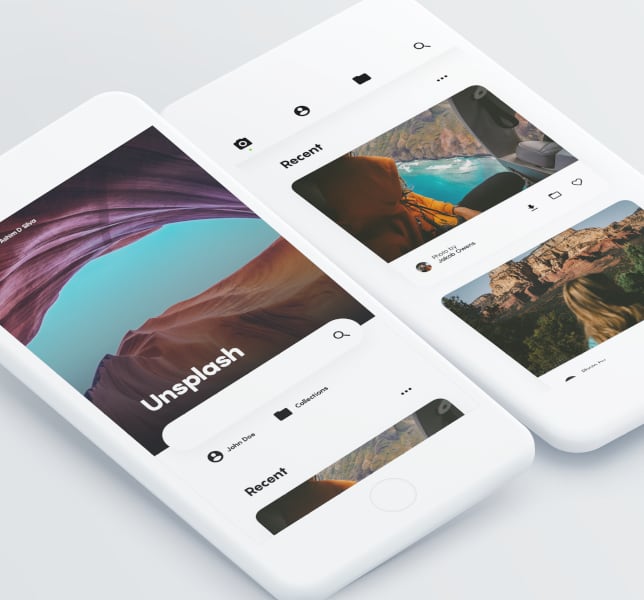 Ashim D Silva
Unsplash
John Doe
Collections
Recent
Recent
Photo by
Jakob Owens
Photo by